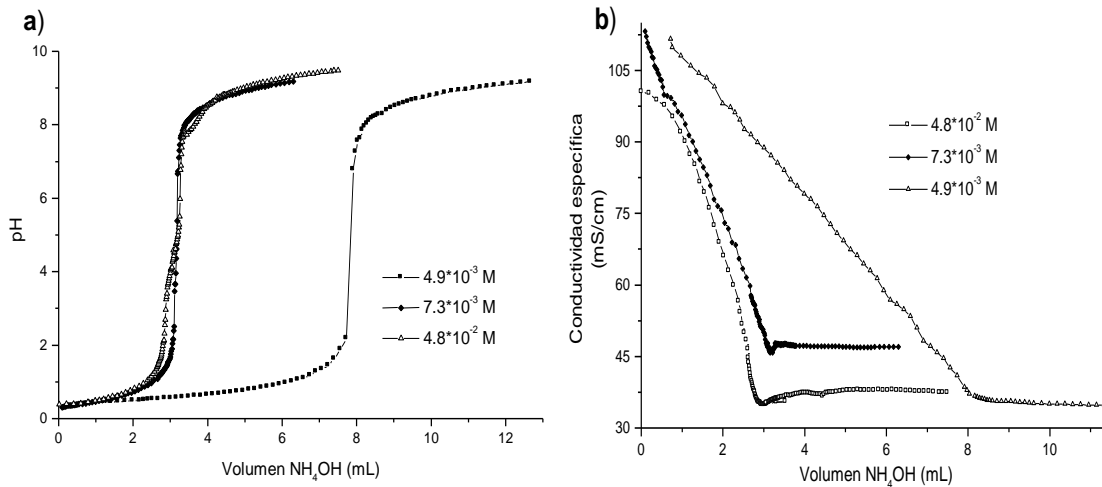 a)
10
8
6
4
2
0
pH
0 2 4 6 8 10 12
Volumen NH₄OH (mL)
4.9*10⁻³ M
7.3*10⁻³ M
4.8*10⁻² M
b)
105
90
75
60
45
30
Conductividad específica
(mS/cm)
0 2 4 6 8 10
Volumen NH₄OH (mL)
4.8*10⁻² M
7.3*10⁻³ M
4.9*10⁻³ M